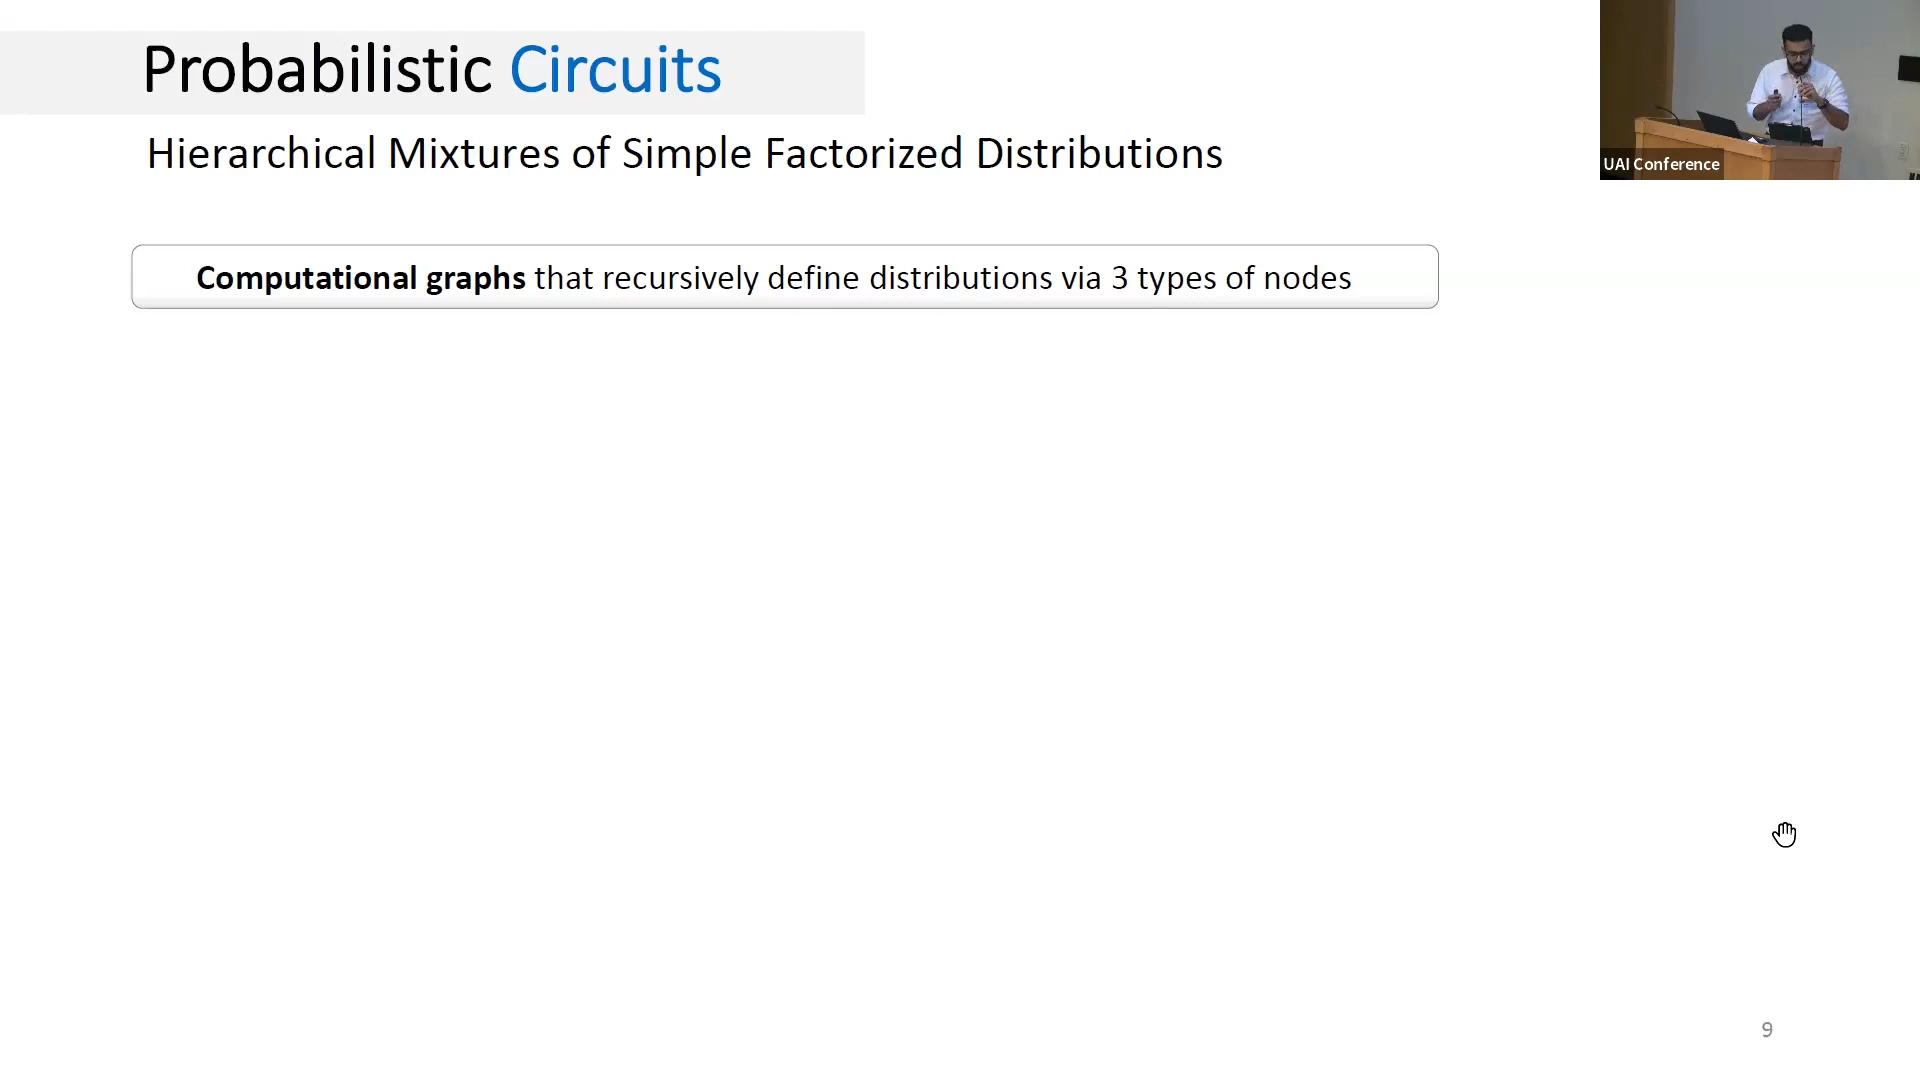 Probabilistic Circuits
Hierarchical Mixtures of Simple Factorized Distributions
UAI Conference
Computational graphs that recursively define distributions via 3 types of nodes
9